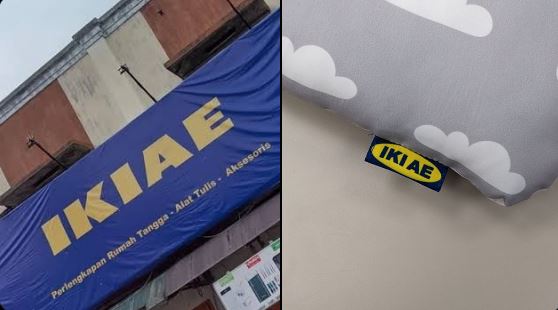 IKIAE
Perlengkapan Rumah Tangga - Alat Tulis - Aksesoris
IKIAE